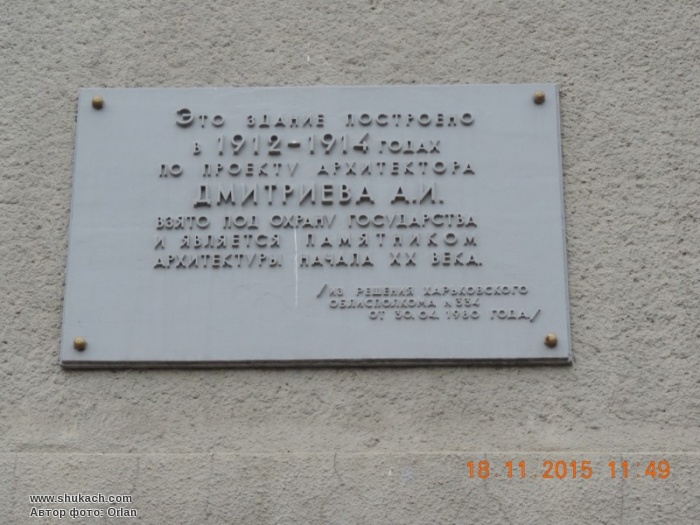 Это здание построено
в 1912-1914 годах
по проекту архитектора
Дмитриева А.И.
взято под охрану государства
и является памятником
архитектуры начала XX века.
/из решения Харьковского
облисполкома N 334
от 30.04.1980 года/
18.11.2015 11:49
www.shukach.com
Автор фото: Orlan